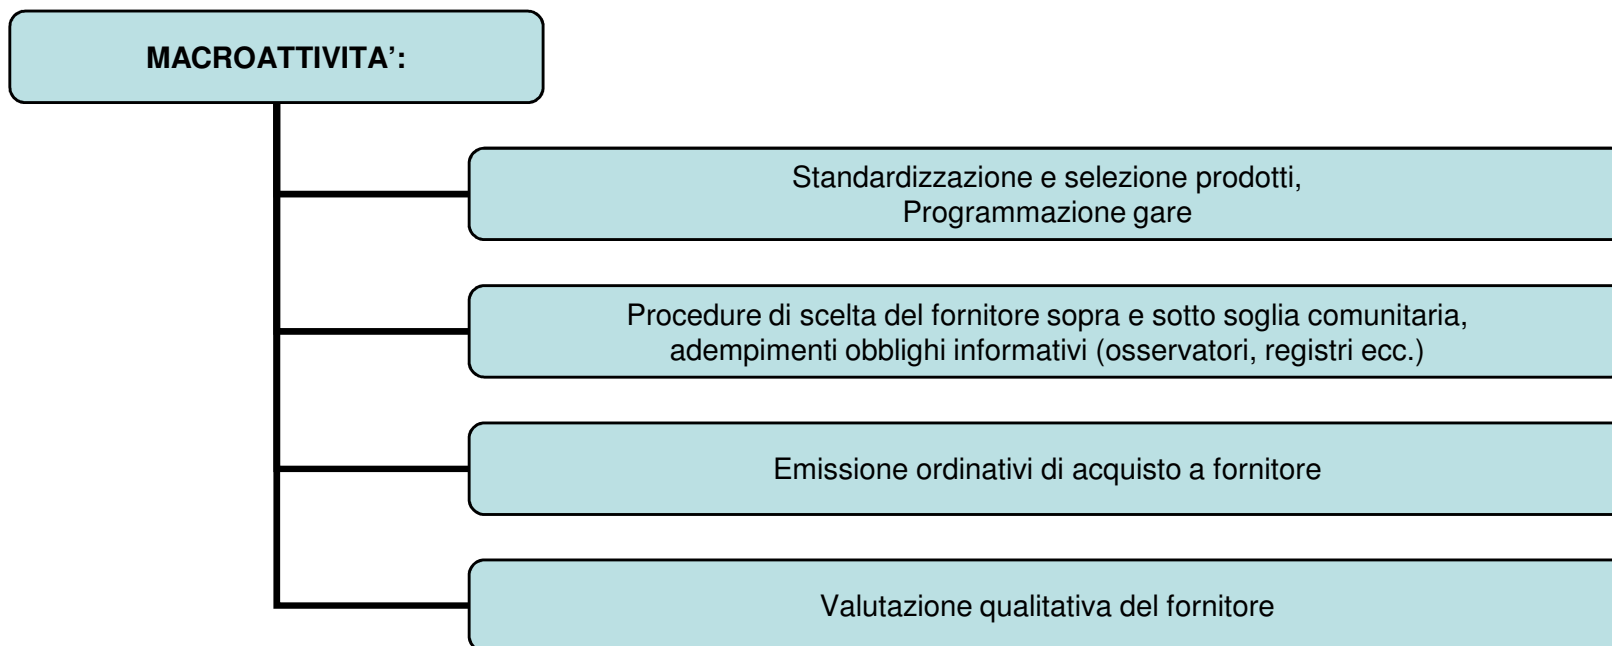 MACROATTIVITA’:
Standardizzazione e selezione prodotti,
Programmazione gare
Procedure di scelta del fornitore sopra e sotto soglia comunitaria,
adempimenti obblighi informativi (osservatori, registri ecc.)
Emissione ordinativi di acquisto a fornitore
Valutazione qualitativa del fornitore